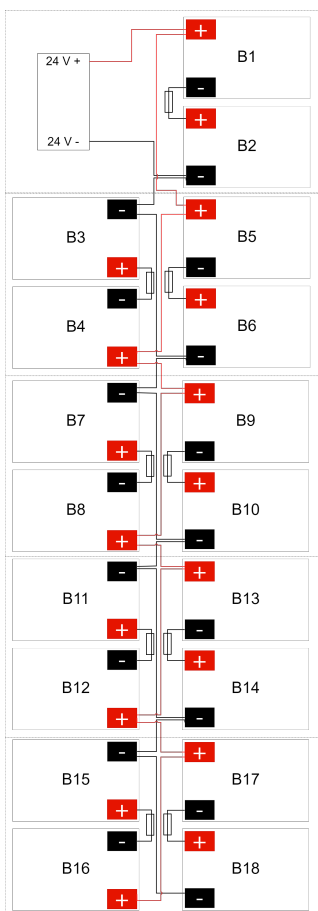 24 V +
24 V -
+
B1
-
+
B2
-
-
B3
+
-
B4
+
+
B5
-
+
B6
-
-
B7
+
-
B8
+
+
B9
-
+
B10
-
-
B11
+
-
B12
+
+
B13
-
+
B14
-
-
B15
+
-
B16
+
+
B17
-
+
B18
-